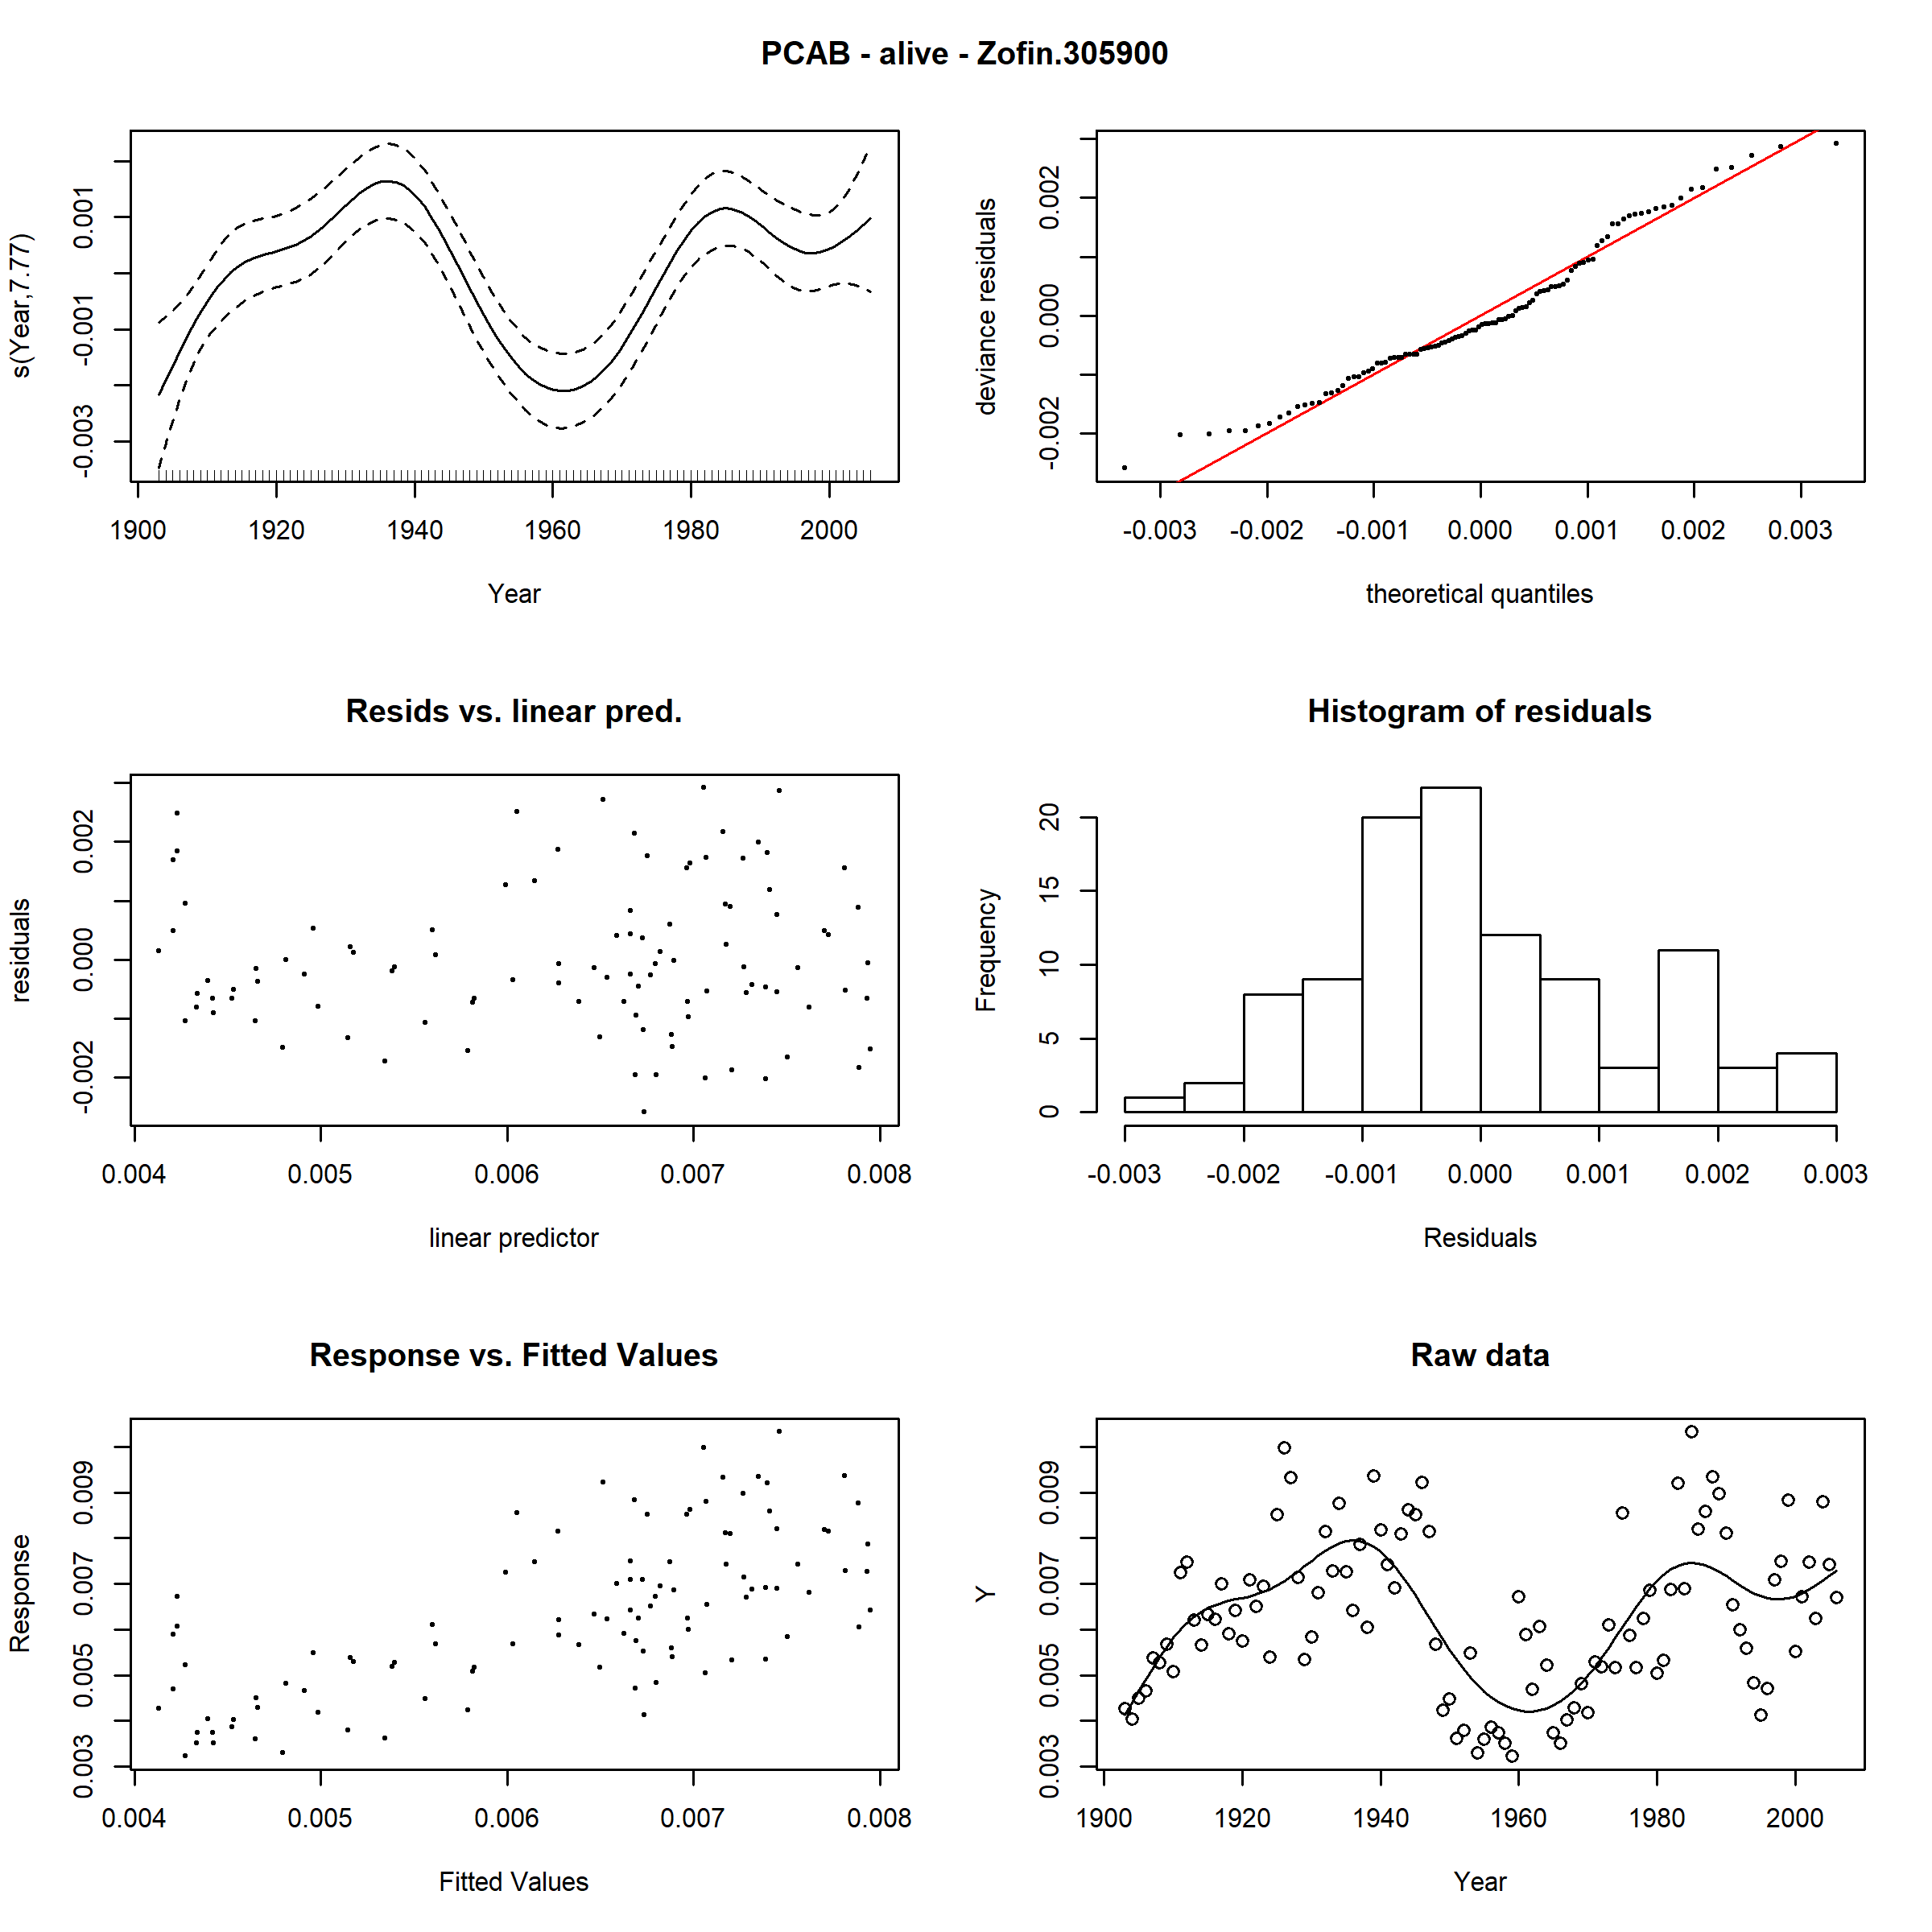 PCAB - alive - Zofin.305900
s(Year,7.77)
-0.003 -0.001 0.001
1900 1920 1940 1960 1980 2000
Year
deviance residuals
-0.002 0.000 0.002
-0.003 -0.002 -0.001 0.000 0.001 0.002 0.003
theoretical quantiles
Resids vs. linear pred.
residuals
-0.002 0.000 0.002
0.004 0.005 0.006 0.007 0.008
linear predictor
Histogram of residuals
Frequency
0 5 10 15 20
-0.003 -0.002 -0.001 0.000 0.001 0.002 0.003
Residuals
Response vs. Fitted Values
Response
0.003 0.005 0.007 0.009
0.004 0.005 0.006 0.007 0.008
Fitted Values
Raw data
Y
0.003 0.005 0.007 0.009
1900 1920 1940 1960 1980 2000
Year